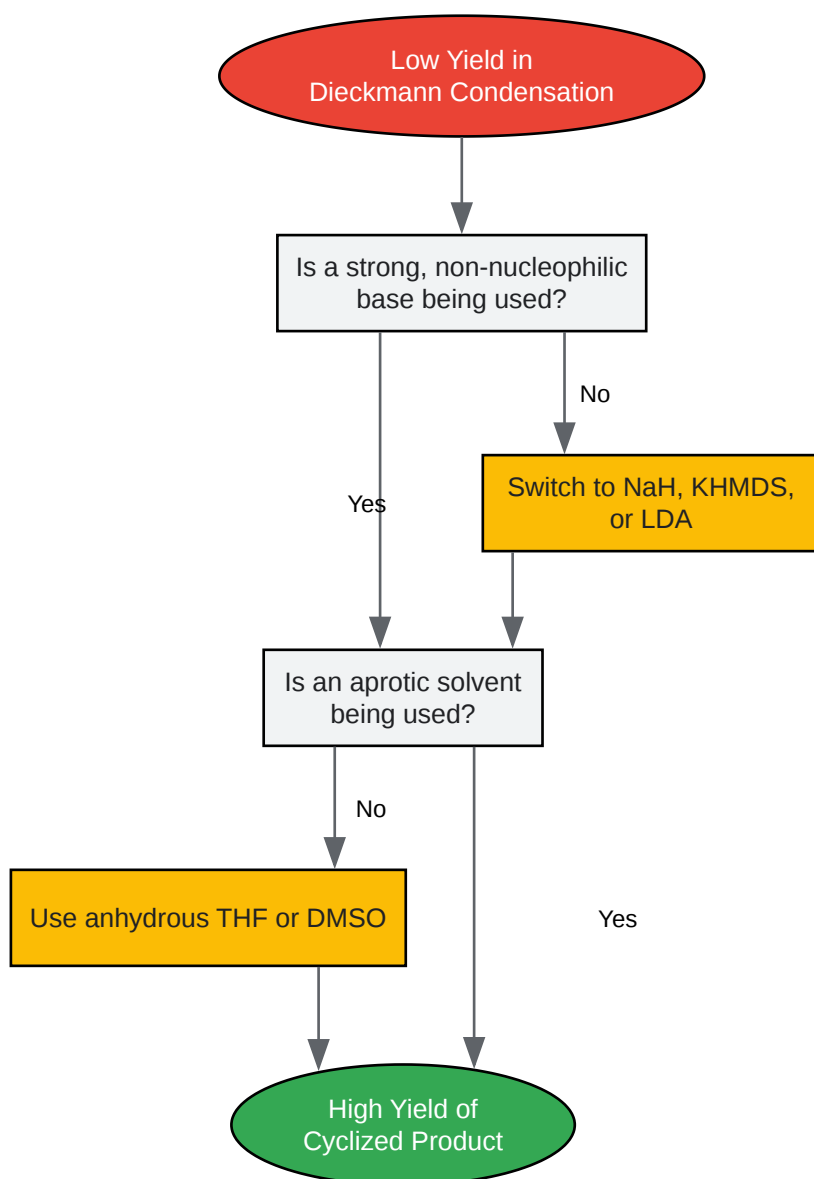 Low Yield in
Dieckmann Condensation
Is a strong, non-nucleophilic
base being used?
No
Switch to NaH, KHMDS,
or LDA
Yes
Is an aprotic solvent
being used?
No
Use anhydrous THF or DMSO
Yes
High Yield of
Cyclized Product